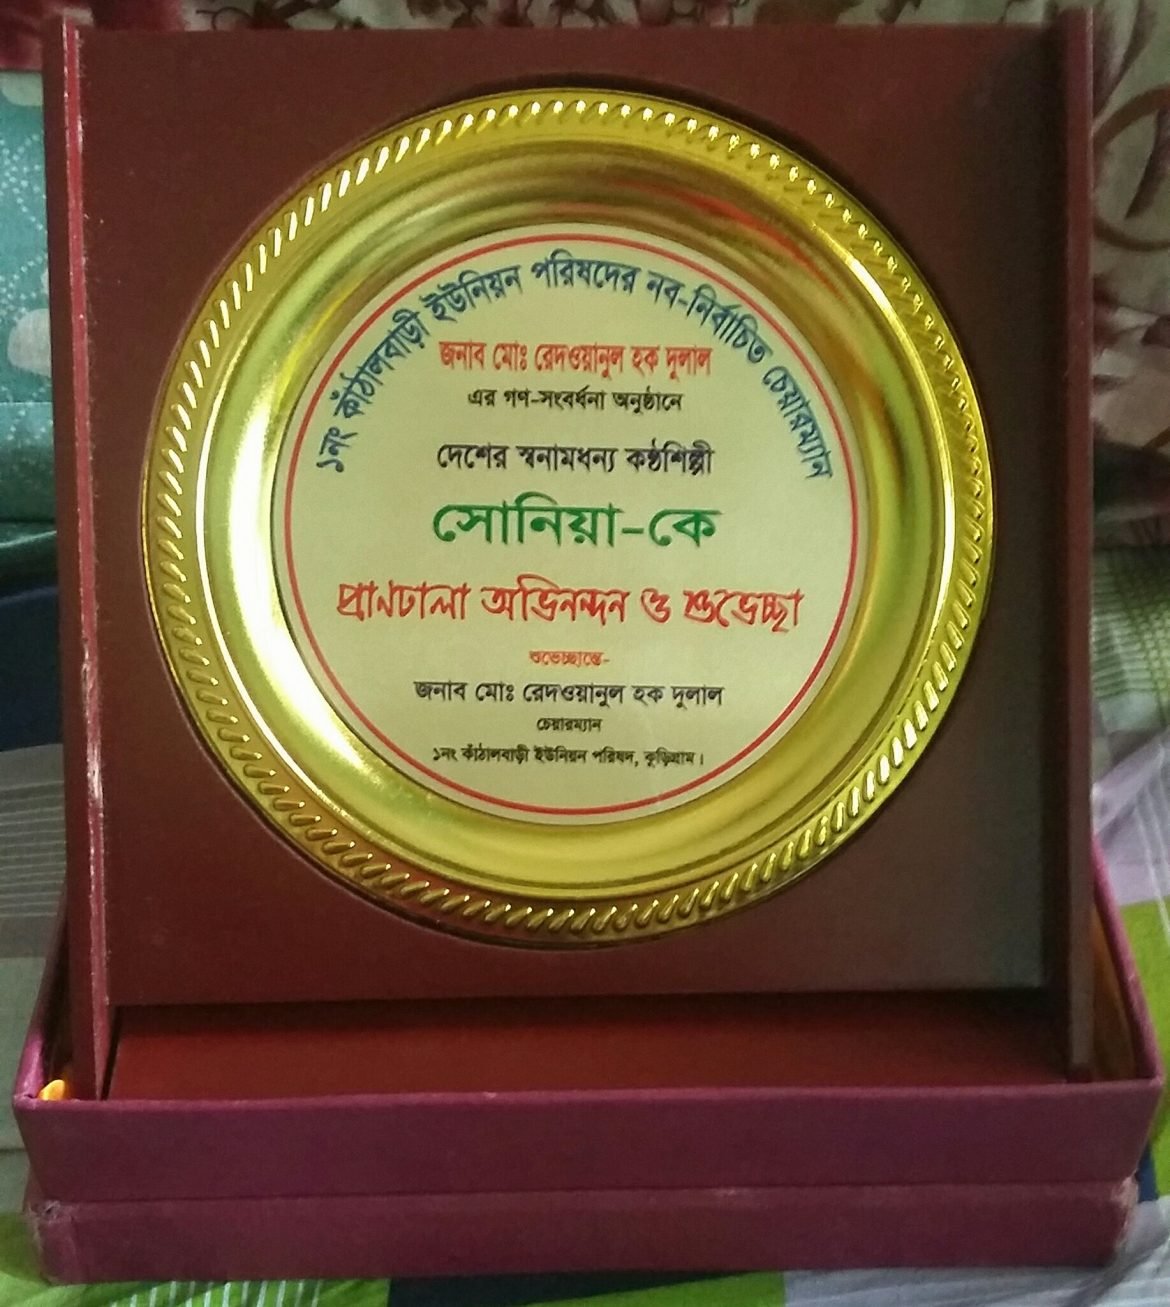 ১নং কাঁঠালবাড়ী ইউনিয়ন পরিষদের নব-নির্বাচিত চেয়ারম্যান
জনাব মোঃ রেদওয়ানুল হক দুলাল
এর গণ-সংবর্ধনা অনুষ্ঠানে
দেশের স্বনামধন্য কন্ঠশিল্পী
সোনিয়া-কে
প্রাণঢালা অভিনন্দন ও শুভেচ্ছা
শুভেচ্ছান্তে-
জনাব মোঃ রেদওয়ানুল হক দুলাল
চেয়ারম্যান
১নং কাঁঠালবাড়ী ইউনিয়ন পরিষদ, কুড়িগ্রাম।